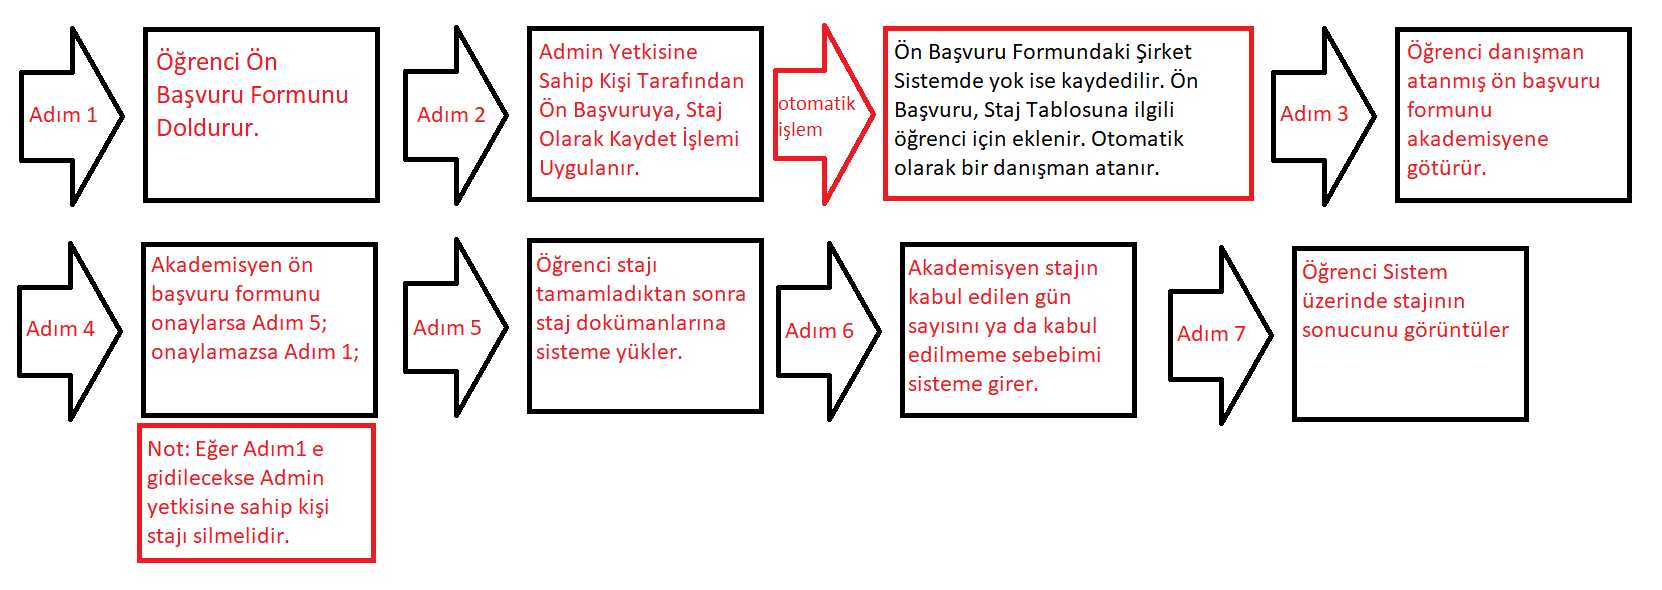 Adım 1
Öğrenci Ön
Başvuru Formunu
Doldurur.
Adım 2
Admin Yetkisine
Sahip Kişi Tarafından
Ön Başvuruya, Staj
Olarak Kaydet İşlemi
Uygulanır.
otomatik
işlem
Ön Başvuru Formundaki Şirket
Sistemde yok ise kaydedilir. Ön
Başvuru, Staj Tablosuna ilgili
öğrenci için eklenir. Otomatik
olarak bir danışman atanır.
Adım 3
Öğrenci danışman
atanmış ön başvuru
formunu
akademisyene
götürür.
Adım 4
Akademisyen ön
başvuru formunu
onaylarsa Adım 5;
onaylamazsa Adım 1;
Not: Eğer Adım1 e
gidilecekse Admin
yetkisine sahip kişi
stajı silmelidir.
Adım 5
Öğrenci stajı
tamamladıktan sonra
staj dokümanlarına
sisteme yükler.
Adım 6
Akademisyen stajın
kabul edilen gün
sayısını ya da kabul
edilmeme sebebimi
sisteme girer.
Adım 7
Öğrenci Sistem
üzerinde stajının
sonucunu görüntüler